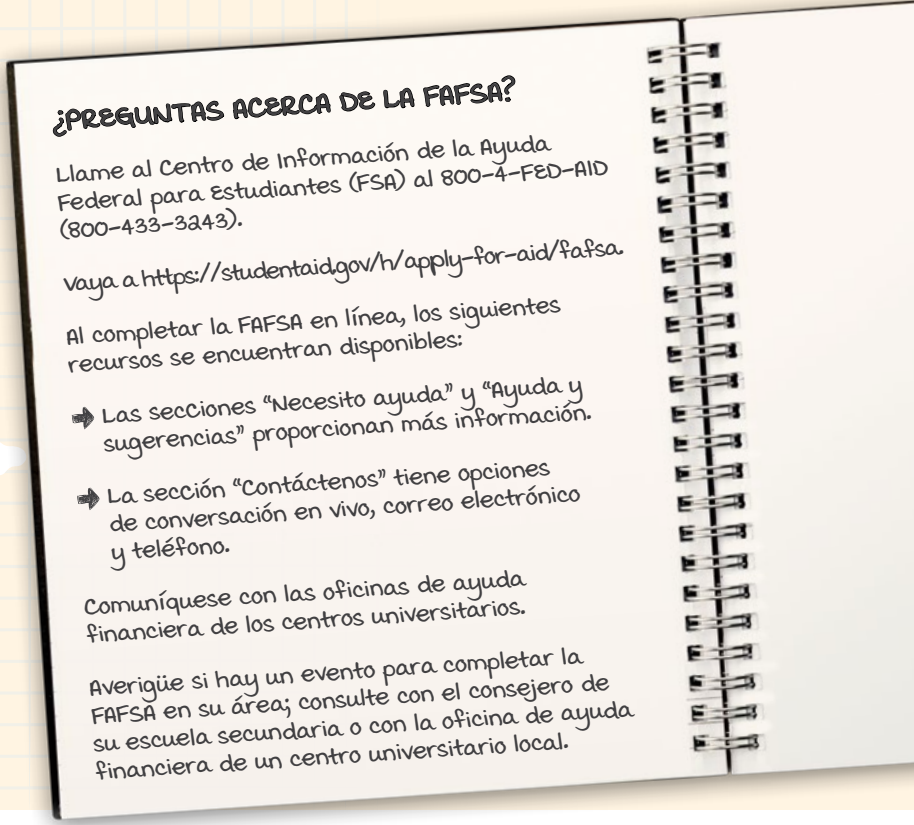 ¿PREGUNTAS ACERCA DE LA FAFSA?
Llame al Centro de Información de la Ayuda
Federal para Estudiantes (FSA) al 800-4-FED-AID
(800-433-3243).
Vaya a https://studentaid.gov/h/apply-for-aid/fafsa.
Al completar la FAFSA en línea, los siguientes
recursos se encuentran disponibles:
Las secciones “Necesito ayuda” y “Ayuda y
sugerencias” proporcionan más información.
La sección “Contáctenos” tiene opciones
de conversación en vivo, correo electrónico
y teléfono.
Comuníquese con las oficinas de ayuda
financiera de los centros universitarios.
Averigüe si hay un evento para completar la
FAFSA en su área; consulte con el consejero de
su escuela secundaria o con la oficina de ayuda
financiera de un centro universitario local.